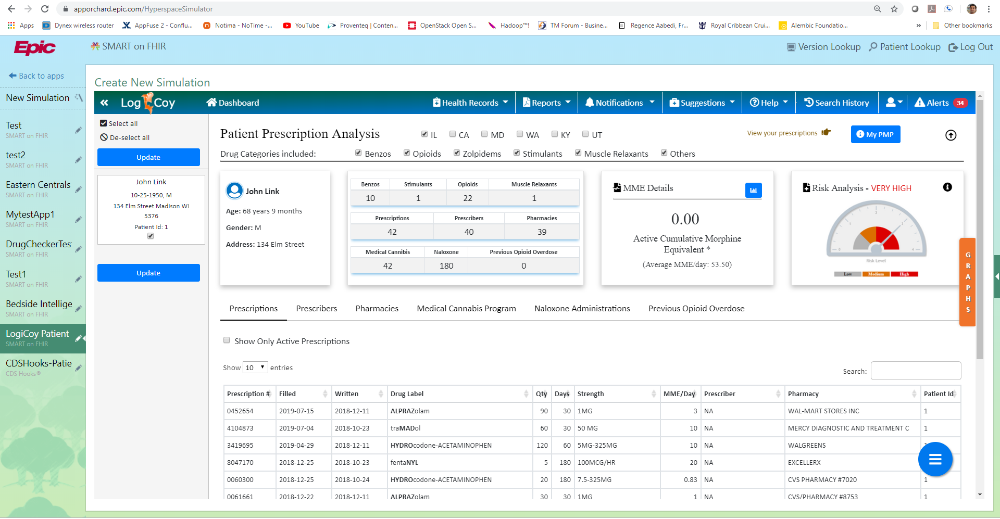 apporchard.epic.com/HyperspaceSimulator
Apps Dynex wireless router AppFuse 2 - Conflu... Notima - NoTime -... YouTube Proventeq | Conten... OpenStack Open S... Hadoop™! TM Forum - Busine... Regence Aabedi, Fr... Royal Cribbean Crui... Alembic Foundatio... » Other bookmarks
Epic SMART on FHIR Version Lookup Patient Lookup Log Out
Back to apps
New Simulation
Test
SMART on FHIR
test2
SMART on FHIR
Eastern Centrals
SMART on FHIR
MytestApp1
SMART on FHIR
DrugCheckerTes
SMART on FHIR
Test1
SMART on FHIR
Bedside Intellige
SMART on FHIR
LogiCoy Patient
SMART on FHIR
CDSHooks-Patie
CDS Hooks®
Create New Simulation
« LogiCoy Dashboard Health Records Reports Notifications Suggestions Help Search History Alerts 34
Select all
De-select all
Update
John Link
10-25-1950, M
134 Elm Street Madison WI
5376
Patient Id: 1
Update
Patient Prescription Analysis IL CA MD WA KY UT View your prescriptions My PMP
Drug Categories included: Benzos Opioids Zolpidems Stimulants Muscle Relaxants Others
John Link
Age: 68 years 9 months
Gender: M
Address: 134 Elm Street
Benzos Stimulants Opioids Muscle Relaxants
10 1 22 1
Prescriptions Prescribers Pharmacies
42 40 39
Medical Cannibis Naloxone Previous Opioid Overdose
42 180 0
MME Details
0.00
Active Cumulative Morphine
Equivalent *
(Average MME/day: 53.50)
Risk Analysis - VERY HIGH
0 1 2 3 4
Risk Level
Low Medium High
GRAPHS
Prescriptions Prescribers Pharmacies Medical Cannabis Program Naloxone Administrations Previous Opioid Overdose
Show Only Active Prescriptions
Show 10 entries
Search:
Prescription # Filled Written Drug Label Qty Days Strength MME/Day Prescriber Pharmacy Patient Id
0452654 2019-07-15 2018-12-11 ALPRAZolam 90 30 1MG 3 NA WAL-MART STORES INC 1
4104873 2019-07-04 2018-10-23 traMADol 60 30 50 MG 10 NA MERCY DIAGNOSTIC AND TREATMENT C 1
3419695 2019-04-29 2018-12-11 HYDROcodone-ACETAMINOPHEN 120 60 5MG-325MG 10 NA WALGREENS 1
8047170 2018-12-25 2018-10-23 fentaNYL 5 180 100MCG/HR 20 NA EXCELLERX
0060300 2018-12-25 2018-10-24 HYDROcodone-ACETAMINOPHEN 20 180 7.5-325MG 0.83 NA CVS PHARMACY #7020 1
0061661 2018-12-22 2018-12-11 ALPRAZolam 30 30 1MG 1 NA CVS/PHARMACY #8753 1